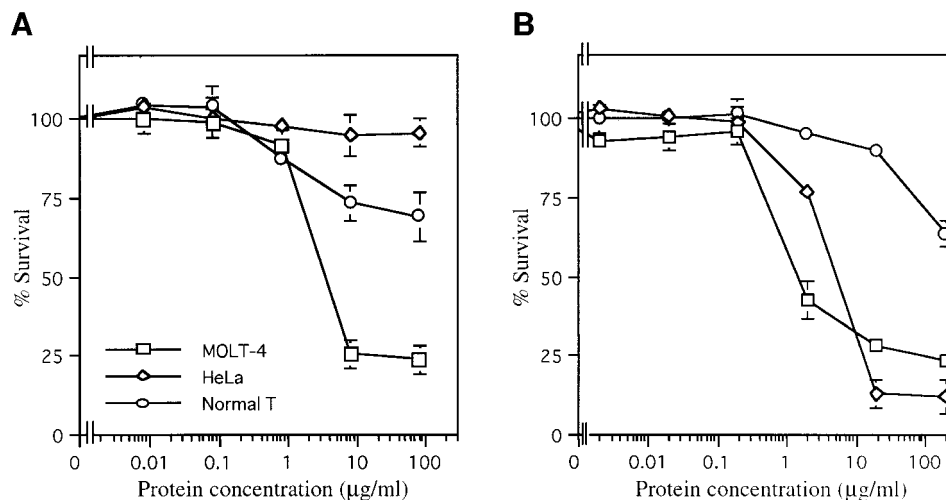 A
% Survival
100
75
50
25
0
MOLT-4
HeLa
Normal T
0 0.01 0.1 1 10 100
Protein concentration (μg/ml)
B
% Survival
100
75
50
25
0
0 0.01 0.1 1 10 100
Protein concentration (μg/ml)